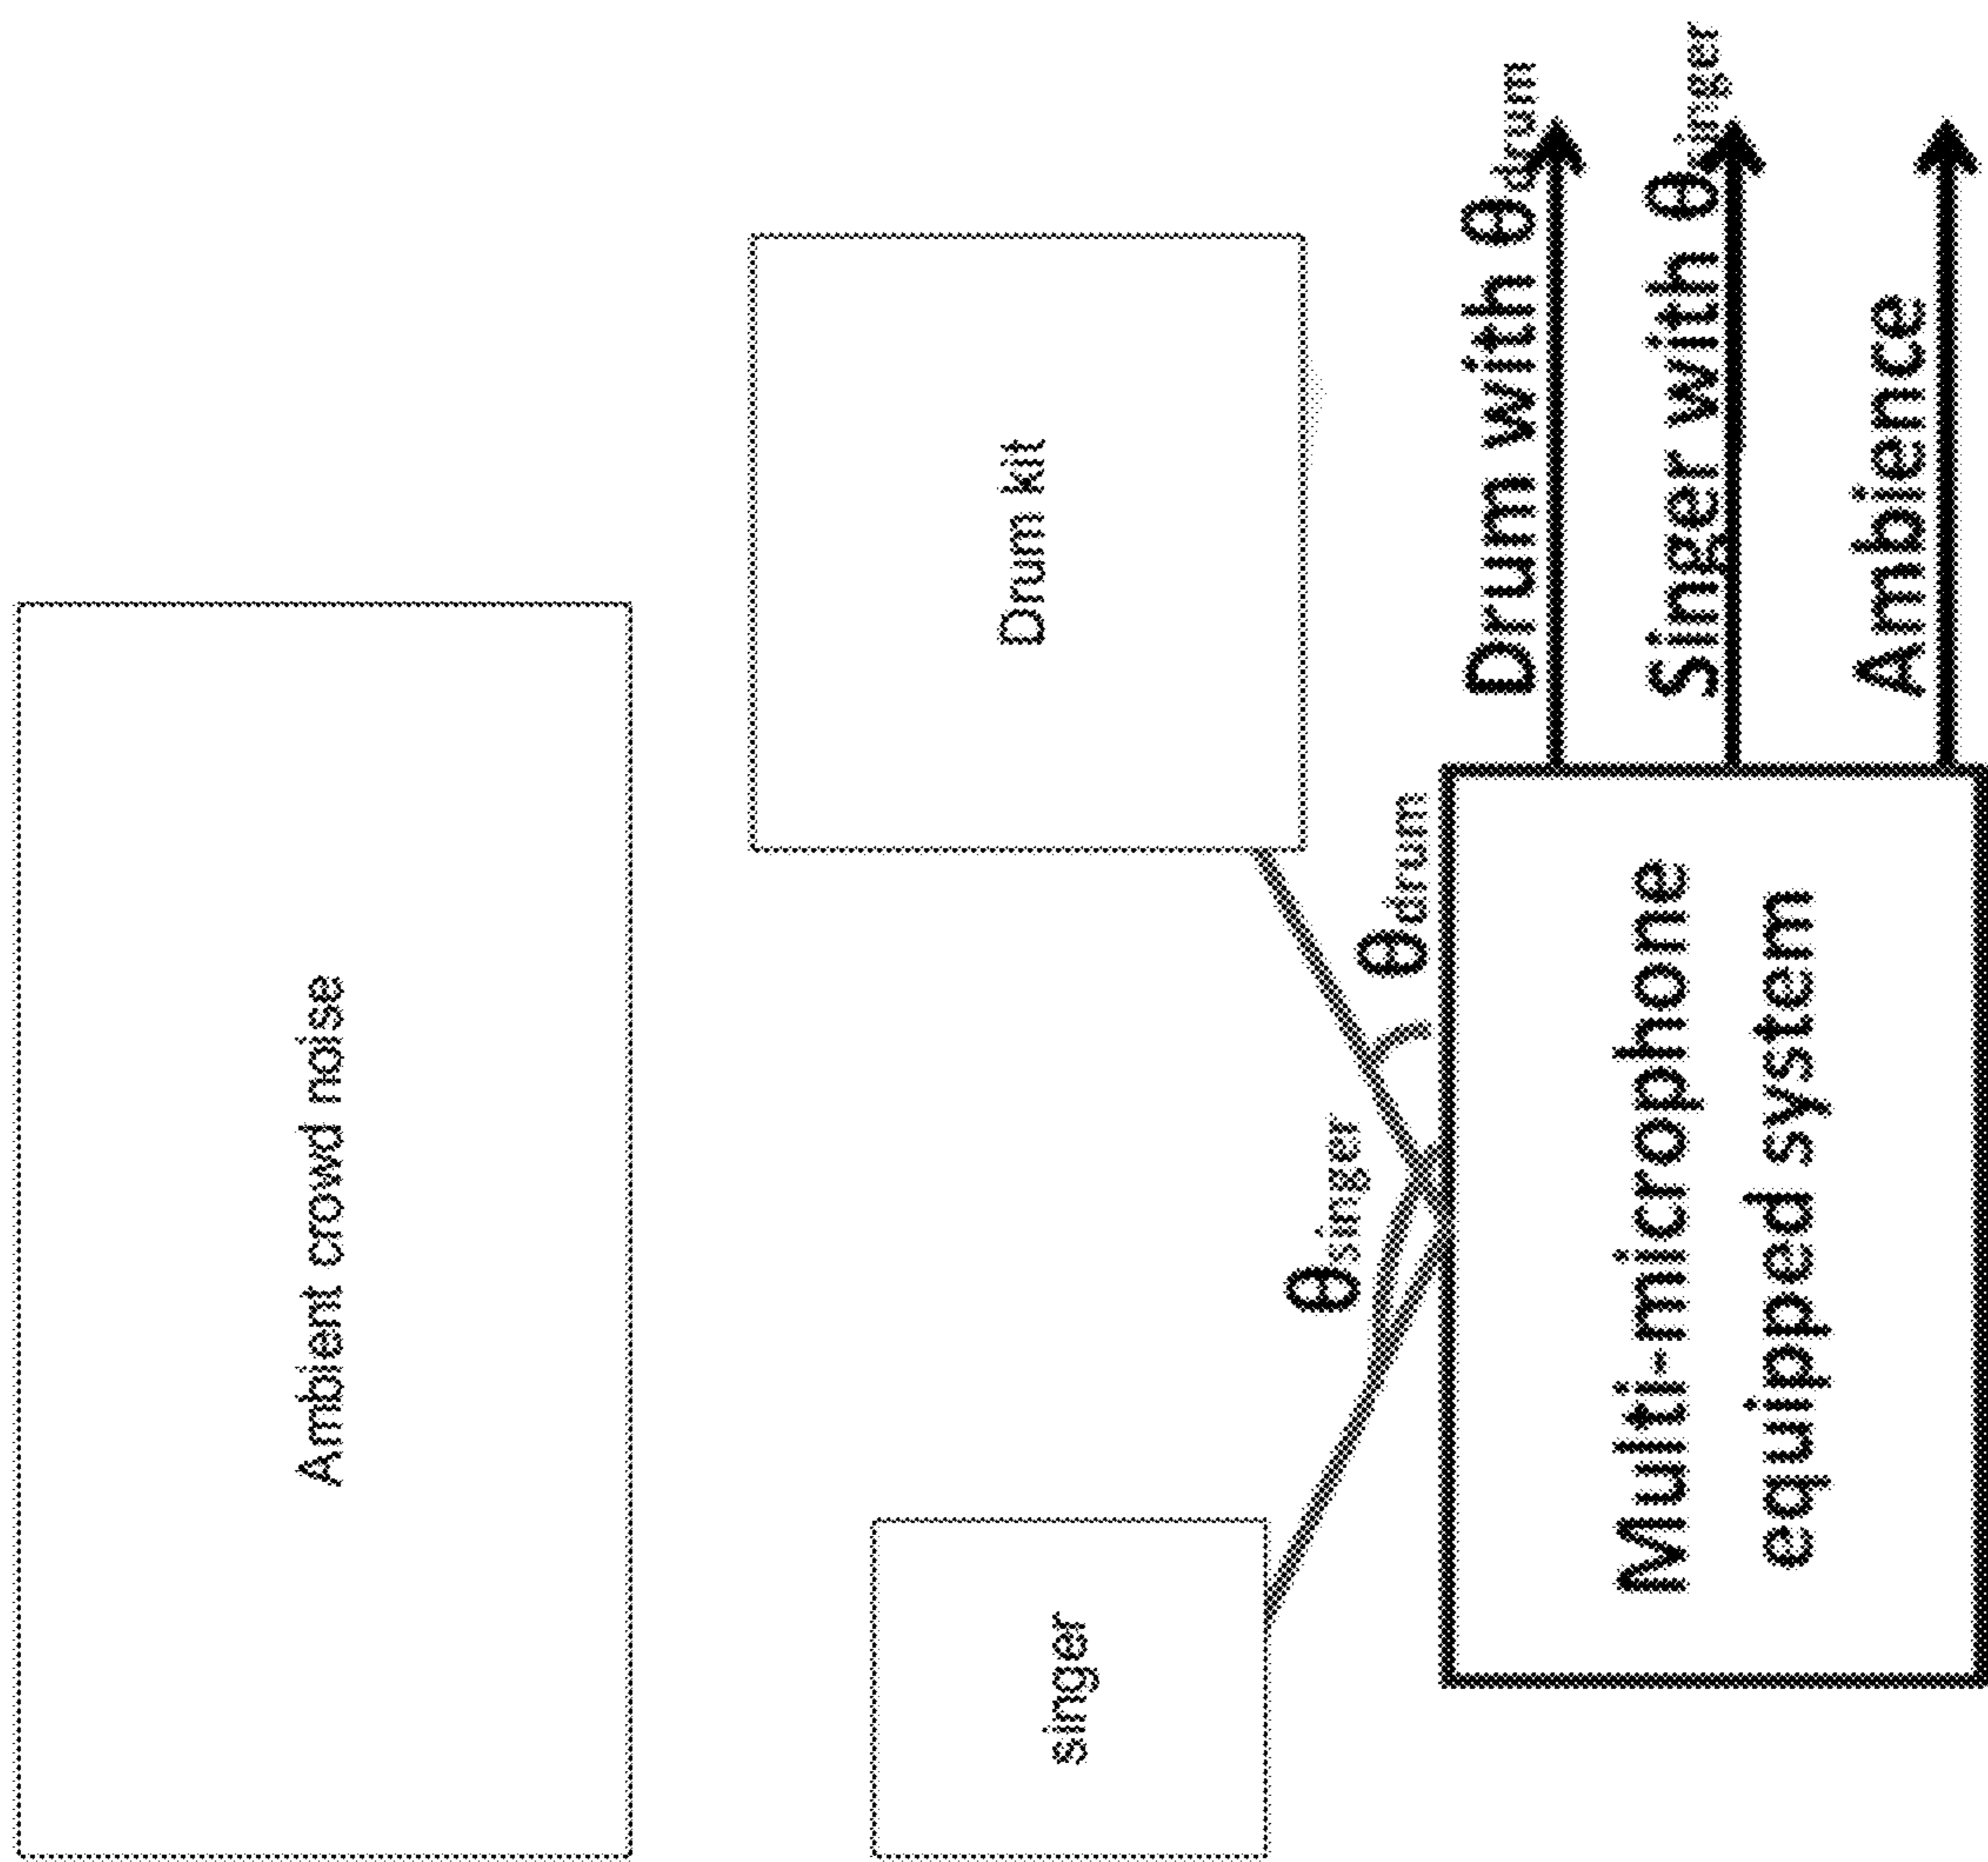 Ambient crowd noise
singer
Drum kit
θsinger
θdrum
Multi-microphone
equipped system
Drum with θdrum
Singer with θsinger
Ambience